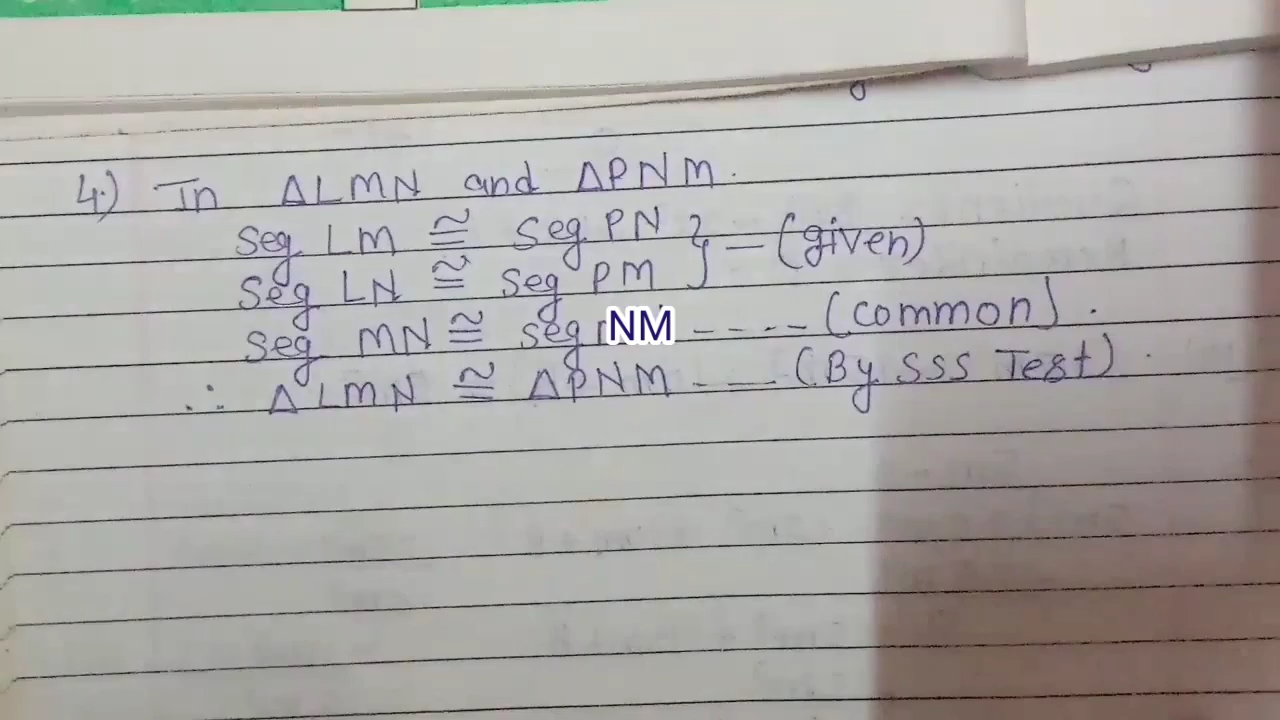 4.) In △LMN and △PNM.
seg LM ≅ seg PN } — (given)
seg LN ≅ seg PM
seg MN ≅ seg NM ---- (common).
∴ △LMN ≅ △PNM --- (By SSS Test).